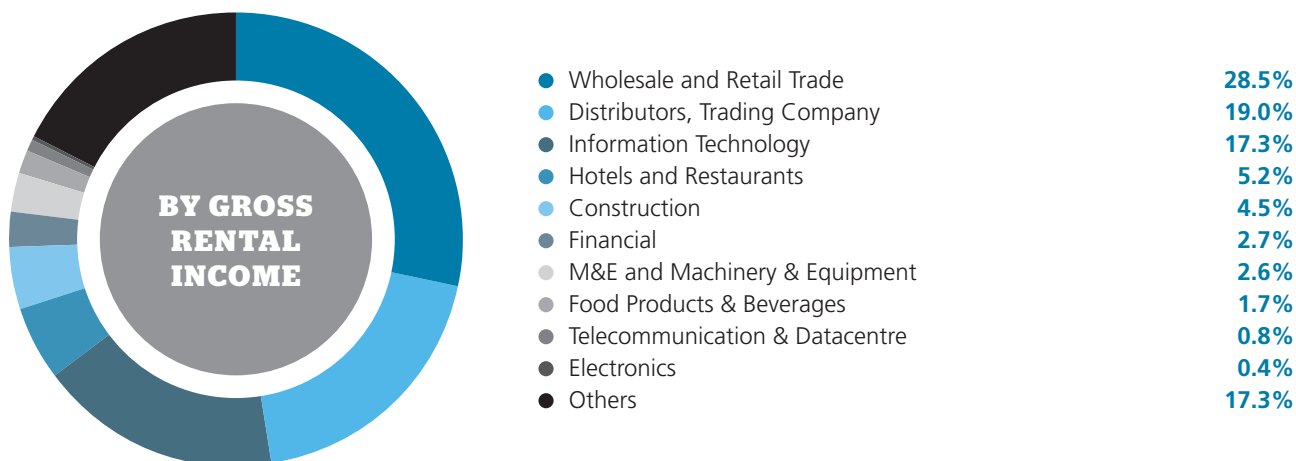 BY GROSS
RENTAL
INCOME
Wholesale and Retail Trade 28.5%
Distributors, Trading Company 19.0%
Information Technology 17.3%
Hotels and Restaurants 5.2%
Construction 4.5%
Financial 2.7%
M&E and Machinery & Equipment 2.6%
Food Products & Beverages 1.7%
Telecommunication & Datacentre 0.8%
Electronics 0.4%
Others 17.3%